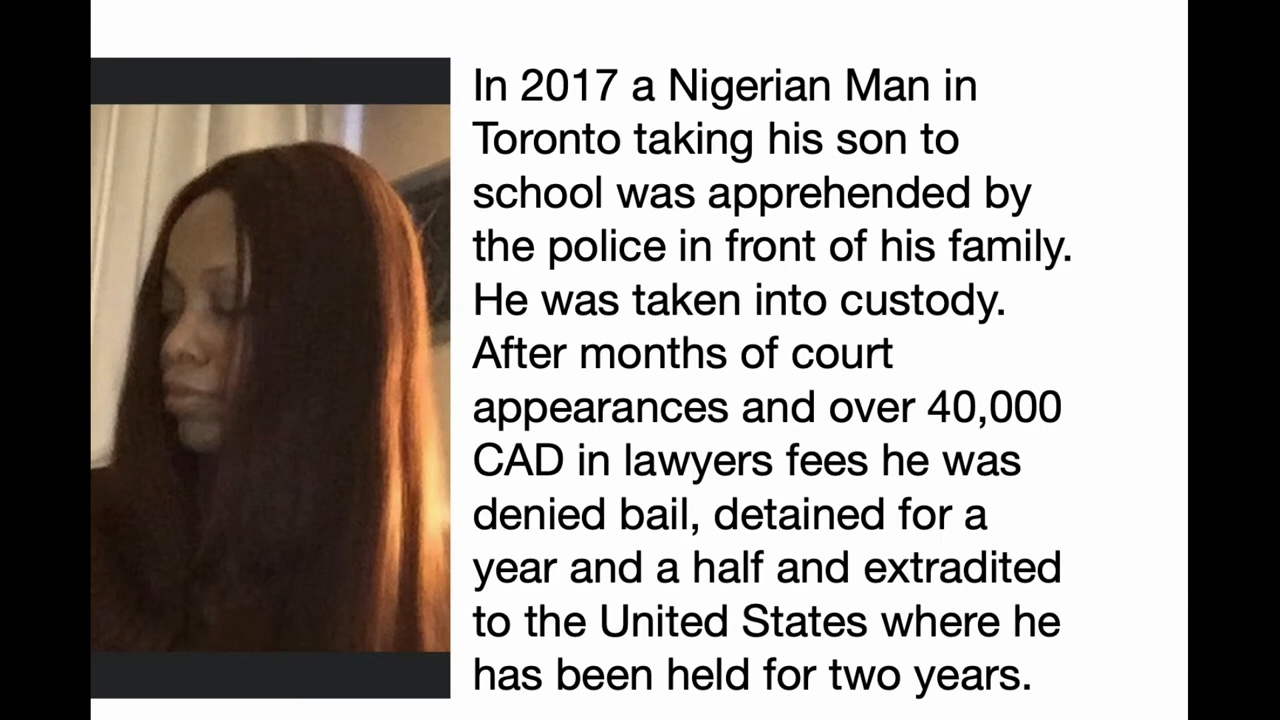 In 2017 a Nigerian Man in
Toronto taking his son to
school was apprehended by
the police in front of his family.
He was taken into custody.
After months of court
appearances and over 40,000
CAD in lawyers fees he was
denied bail, detained for a
year and a half and extradited
to the United States where he
has been held for two years.